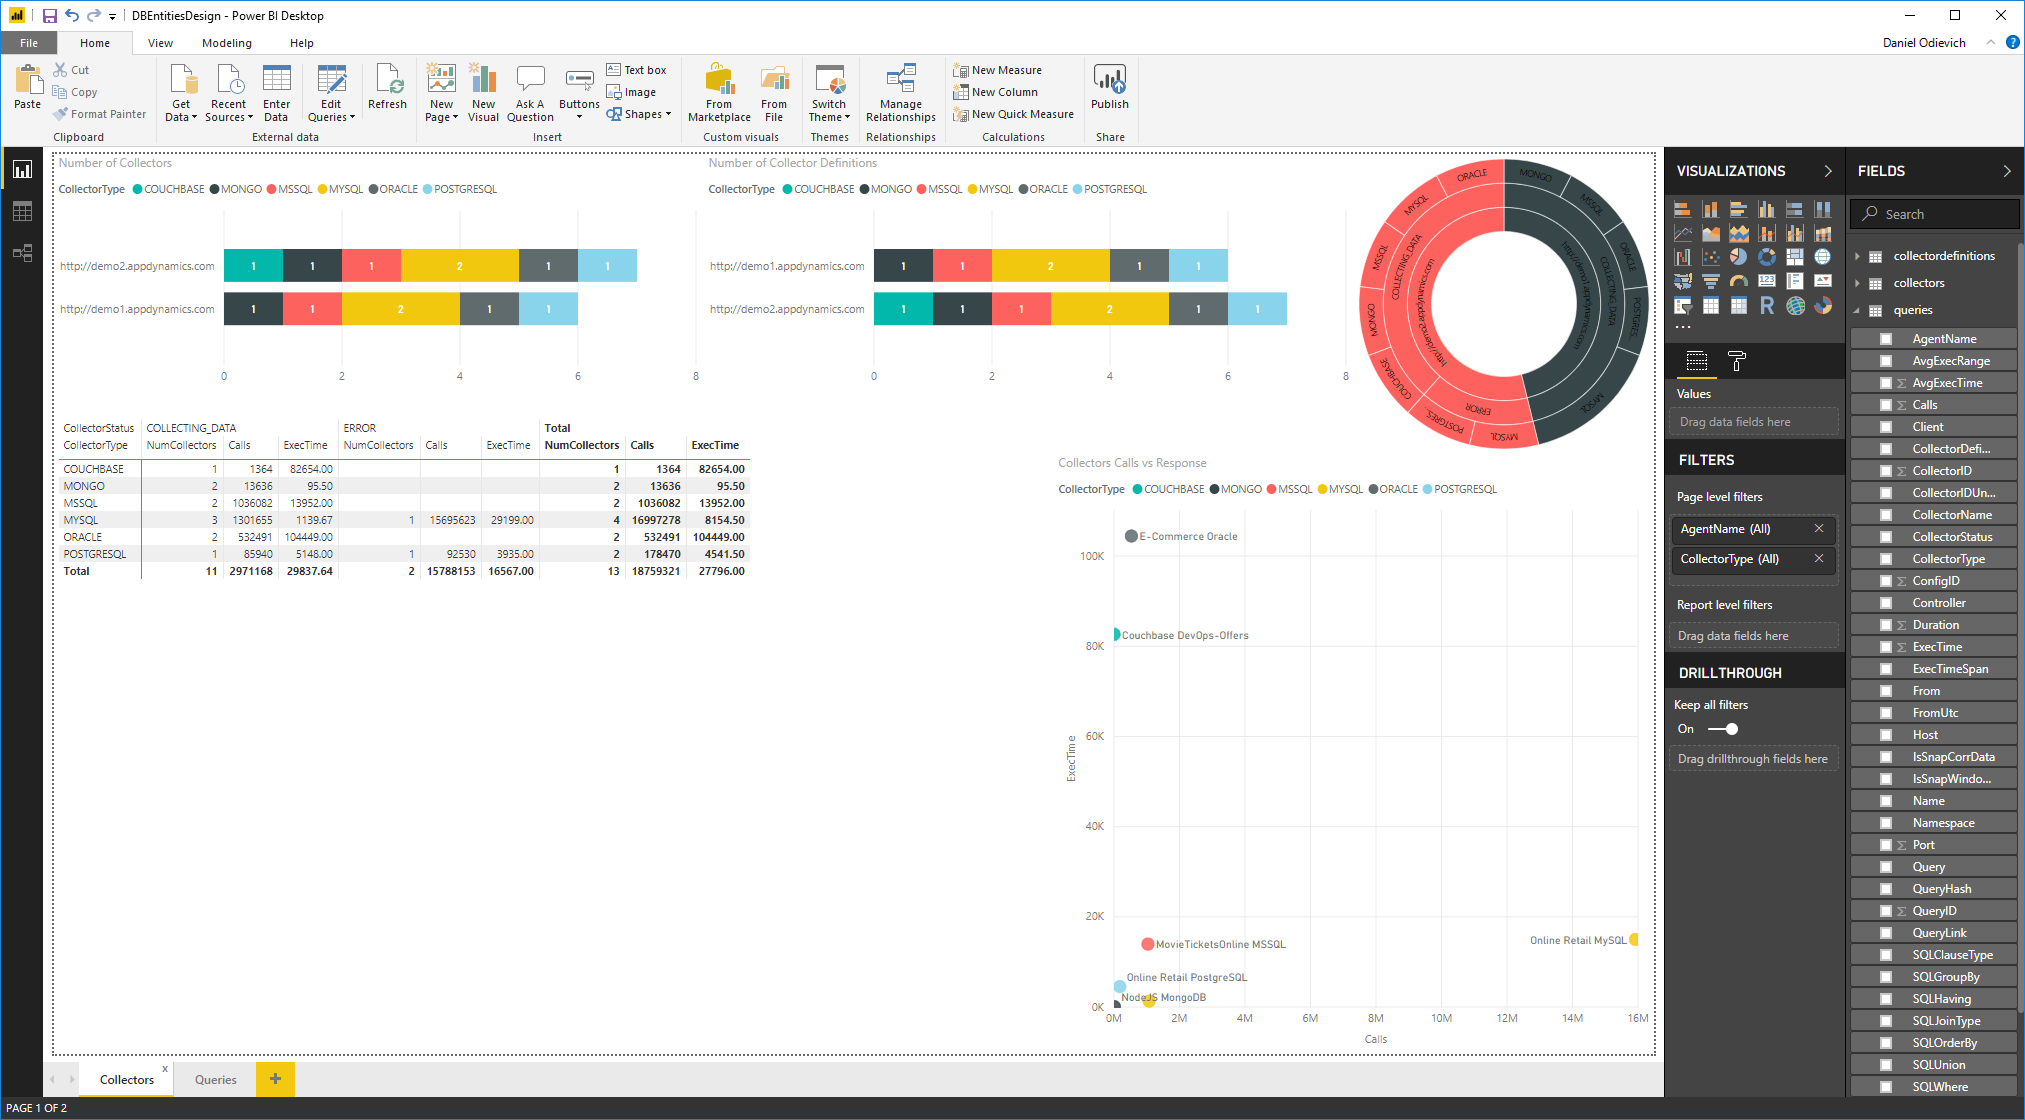 DBEntitiesDesign - Power BI Desktop
File Home View Modeling Help
Daniel Odievich
Paste
Cut
Copy
Format Painter
Clipboard
Get Data
Recent Sources
Enter Data
Edit Queries
Refresh
External data
New Page
New Visual
Ask A Question
Buttons
Text box
Image
Shapes
Insert
From Marketplace
From File
Custom visuals
Switch Theme
Themes
Manage Relationships
Relationships
New Measure
New Column
New Quick Measure
Calculations
Publish
Share
Number of Collectors
CollectorType COUCHBASE MONGO MSSQL MYSQL ORACLE POSTGRESQL
http://demo2.appdynamics.com 1 1 1 2 1 1
http://demo1.appdynamics.com 1 1 2 1 1
0 2 4 6 8
Number of Collector Definitions
CollectorType COUCHBASE MONGO MSSQL MYSQL ORACLE POSTGRESQL
http://demo1.appdynamics.com 1 1 2 1 1
http://demo2.appdynamics.com 1 1 1 2 1 1
0 2 4 6 8
MONGO
MSSQL
ORACLE
POSTGRES...
MYSQL
COLLECTING_DATA
http://demo1.appdynamics.com
MYSQL
POSTGRES...
ERROR
COUCHBASE
MONGO
MSSQL
MYSQL
ORACLE
COLLECTING_DATA
http://demo2.appdynamics.com
CollectorStatus COLLECTING_DATA ERROR Total
CollectorType NumCollectors Calls ExecTime NumCollectors Calls ExecTime NumCollectors Calls ExecTime
COUCHBASE 1 1364 82654.00 1 1364 82654.00
MONGO 2 13636 95.50 2 13636 95.50
MSSQL 2 1036082 13952.00 2 1036082 13952.00
MYSQL 3 1301655 1139.67 1 15695623 29199.00 4 16997278 8154.50
ORACLE 2 532491 104449.00 2 532491 104449.00
POSTGRESQL 1 85940 5148.00 1 92530 3935.00 2 178470 4541.50
Total 11 2971168 29837.64 2 15788153 16567.00 13 18759321 27796.00
Collectors Calls vs Response
CollectorType COUCHBASE MONGO MSSQL MYSQL ORACLE POSTGRESQL
E-Commerce Oracle
100K
Couchbase DevOps-Offers
80K
60K
ExecTime
40K
20K
MovieTicketsOnline MSSQL
Online Retail MySQL
Online Retail PostgreSQL
NodeJS MongoDB
0K
0M 2M 4M 6M 8M 10M 12M 14M 16M
Calls
VISUALIZATIONS
R
123
...
Values
Drag data fields here
FILTERS
Page level filters
AgentName (All)
CollectorType (All)
Report level filters
Drag data fields here
DRILLTHROUGH
Keep all filters
On
Drag drillthrough fields here
FIELDS
Search
collectordefinitions
collectors
queries
AgentName
AvgExecRange
Σ AvgExecTime
Σ Calls
Client
CollectorDefi...
Σ CollectorID
CollectorIDUn...
CollectorName
CollectorStatus
CollectorType
Σ ConfigID
Controller
Σ Duration
Σ ExecTime
ExecTimeSpan
From
FromUtc
Host
IsSnapCorrData
IsSnapWindo...
Name
Namespace
Σ Port
Query
QueryHash
Σ QueryID
QueryLink
SQLClauseType
SQLGroupBy
SQLHaving
SQLJoinType
SQLOrderBy
SQLUnion
SQLWhere
Collectors x
Queries
+
PAGE 1 OF 2